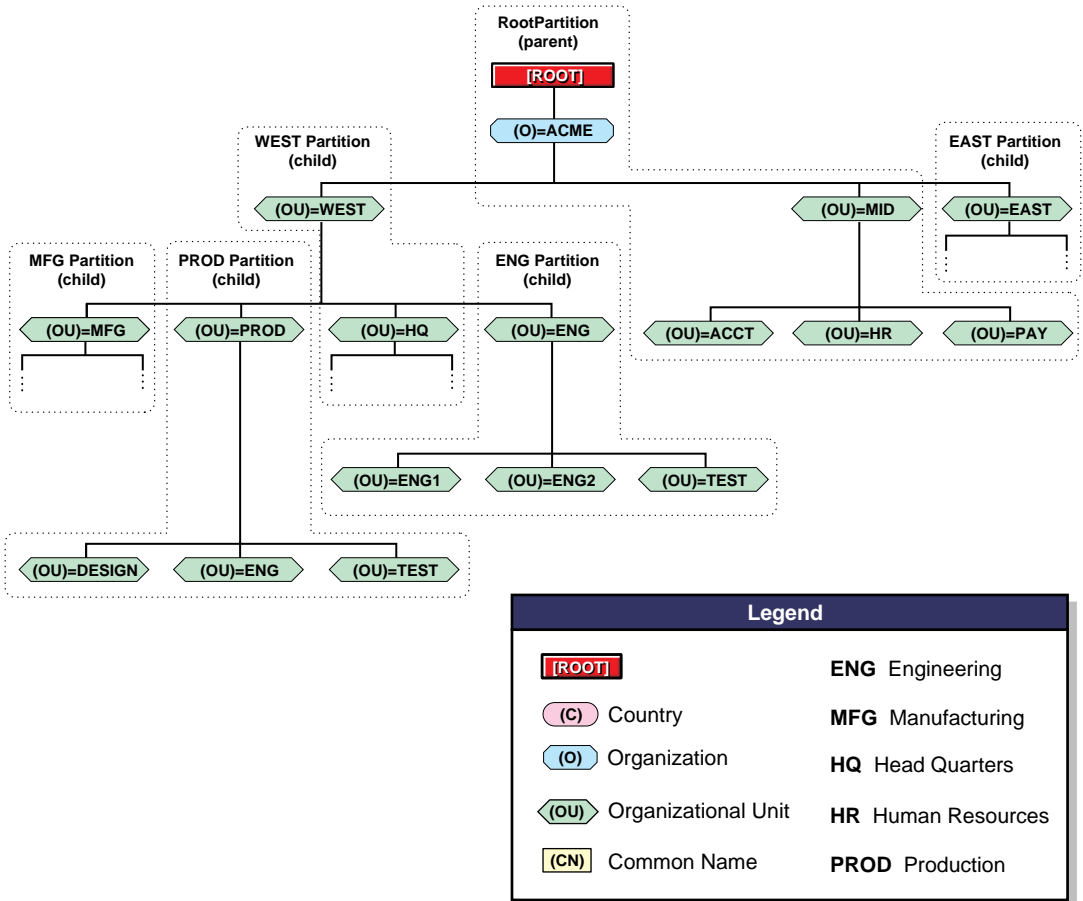 RootPartition
(parent)
[ROOT]
(O)=ACME
WEST Partition
(child)
EAST Partition
(child)
(OU)=WEST
(OU)=MID
(OU)=EAST
MFG Partition
(child)
PROD Partition
(child)
ENG Partition
(child)
(OU)=MFG
(OU)=PROD
(OU)=HQ
(OU)=ENG
(OU)=ACCT
(OU)=HR
(OU)=PAY
(OU)=ENG1
(OU)=ENG2
(OU)=TEST
(OU)=DESIGN
(OU)=ENG
(OU)=TEST
Legend
[ROOT]
(C) Country
(O) Organization
(OU) Organizational Unit
(CN) Common Name
ENG Engineering
MFG Manufacturing
HQ Head Quarters
HR Human Resources
PROD Production